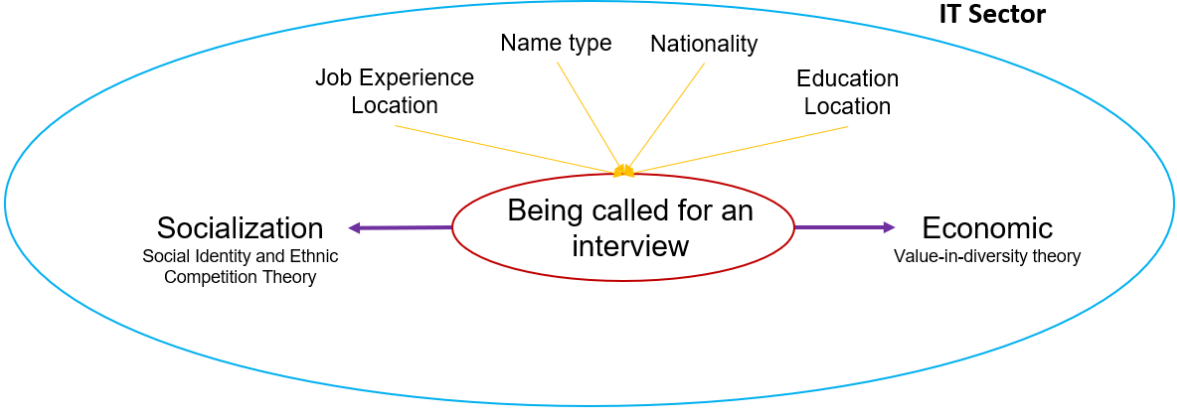 IT Sector
Name type
Nationality
Job Experience
Location
Education
Location
Being called for an
interview
Socialization
Social Identity and Ethnic
Competition Theory
Economic
Value-in-diversity theory